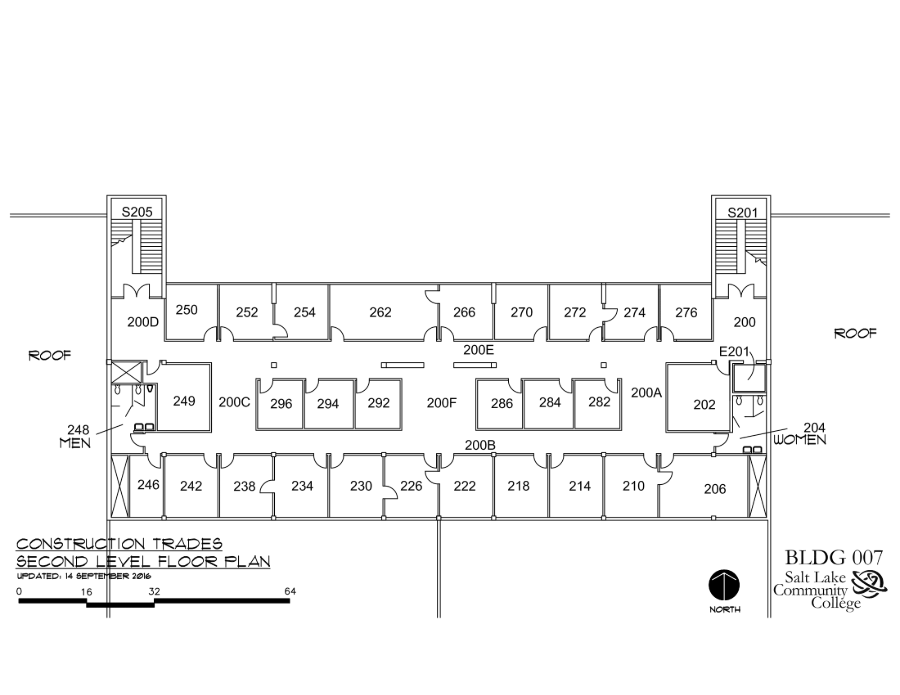 S205
S201
250
252
254
262
266
270
272
274
276
200D
200
ROOF
ROOF
200E
E201
249
200C
296
294
292
200F
286
284
282
200A
202
248
MEN
204
WOMEN
200B
246
242
238
234
230
226
222
218
214
210
206
CONSTRUCTION TRADES
SECOND LEVEL FLOOR PLAN
UPDATED: 14 SEPTEMBER 2016
0 16 32 64
NORTH
BLDG 007
Salt Lake
Community
College